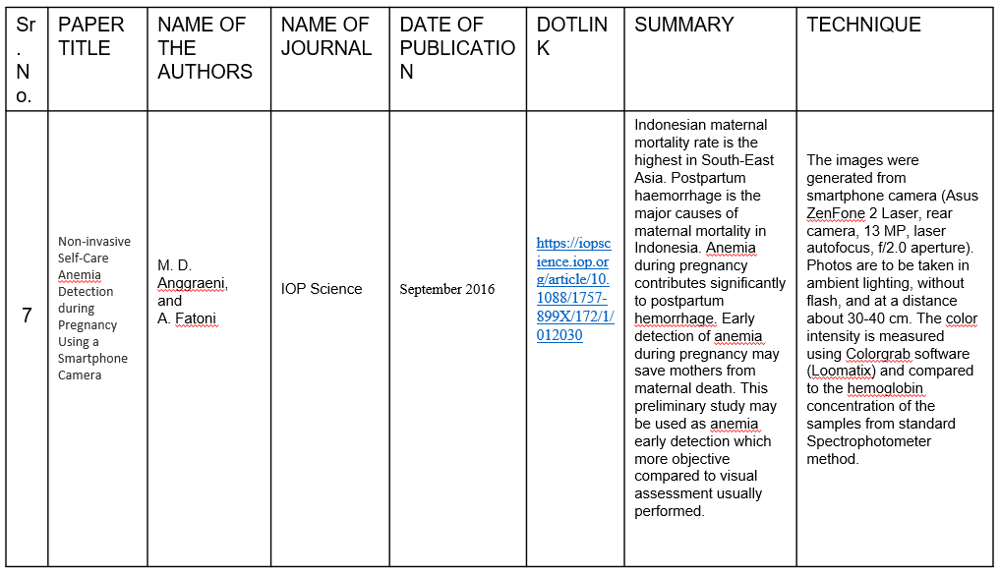 Sr
.
N
o.
PAPER
TITLE
NAME OF
THE
AUTHORS
NAME OF
JOURNAL
DATE OF
PUBLICATIO
N
DOTLIN
K
SUMMARY
TECHNIQUE
7
Non-invasive
Self-Care
Anemia
Detection
during
Pregnancy
Using a
Smartphone
Camera
M. D.
Anggraeni,
and
A. Fatoni
IOP Science
September 2016
https://iopsc
ience.iop.or
g/article/10.
1088/1757-
899X/172/1/
012030
Indonesian maternal
mortality rate is the
highest in South-East
Asia. Postpartum
haemorrhage is the
major causes of
maternal mortality in
Indonesia. Anemia
during pregnancy
contributes significantly
to postpartum
hemorrhage. Early
detection of anemia
during pregnancy may
save mothers from
maternal death. This
preliminary study may
be used as anemia
early detection which
more objective
compared to visual
assessment usually
performed.
The images were
generated from
smartphone camera (Asus
ZenFone 2 Laser, rear
camera, 13 MP, laser
autofocus, f/2.0 aperture).
Photos are to be taken in
ambient lighting, without
flash, and at a distance
about 30-40 cm. The color
intensity is measured
using Colorgrab software
(Loomatix) and compared
to the hemoglobin
concentration of the
samples from standard
Spectrophotometer
method.